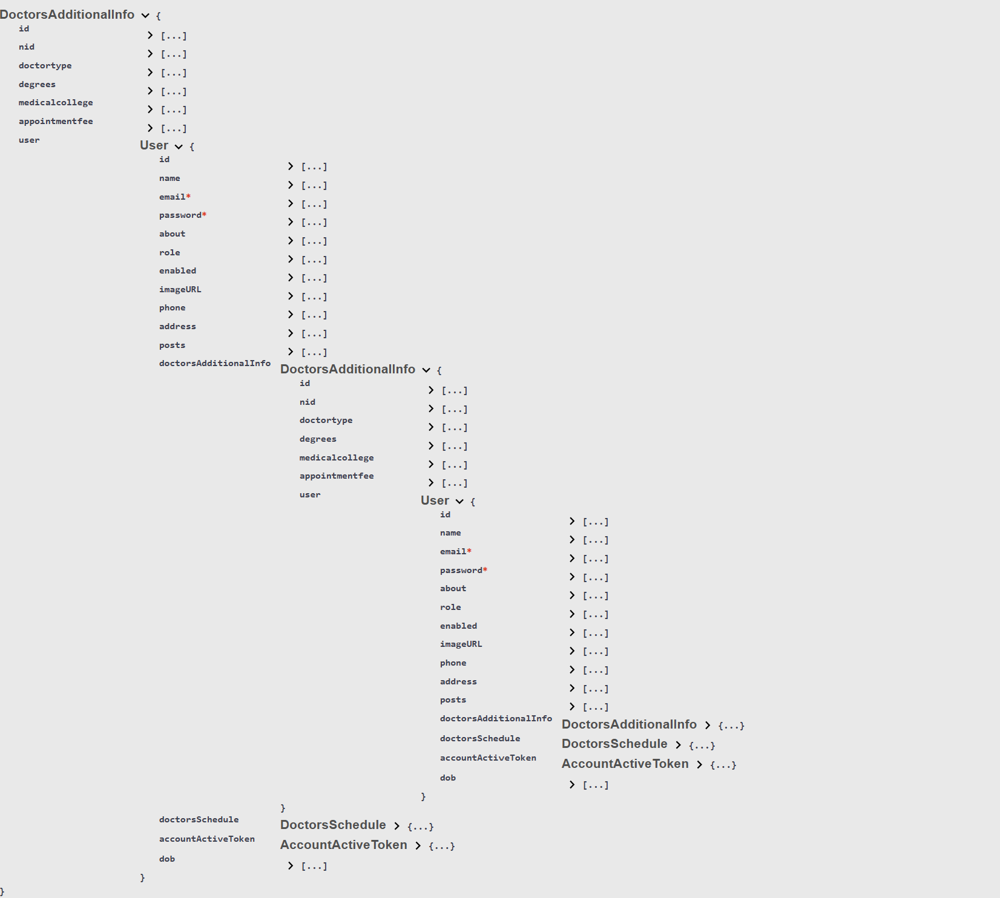 DoctorsAdditionalInfo {
id [...]
nid [...]
doctortype [...]
degrees [...]
medicalcollege [...]
appointmentfee [...]
user User {
id [...]
name [...]
email* [...]
password* [...]
about [...]
role [...]
enabled [...]
imageURL [...]
phone [...]
address [...]
posts [...]
doctorsAdditionalInfo DoctorsAdditionalInfo {
id [...]
nid [...]
doctortype [...]
degrees [...]
medicalcollege [...]
appointmentfee [...]
user User {
id [...]
name [...]
email* [...]
password* [...]
about [...]
role [...]
enabled [...]
imageURL [...]
phone [...]
address [...]
posts [...]
doctorsAdditionalInfo DoctorsAdditionalInfo {...}
doctorsSchedule DoctorsSchedule {...}
accountActiveToken AccountActiveToken {...}
dob [...]
}
}
doctorsSchedule DoctorsSchedule {...}
accountActiveToken AccountActiveToken {...}
dob [...]
}
}